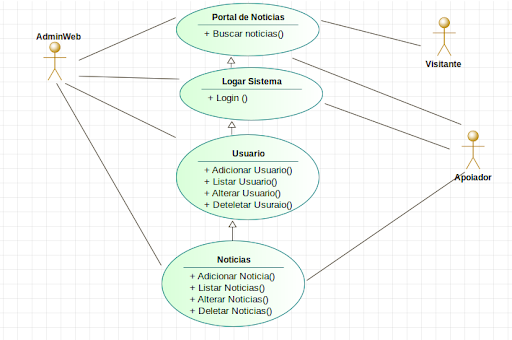 Portal de Noticias
+ Buscar noticias()
AdminWeb
Visitante
Logar Sistema
+ Login ()
Usuario
+ Adicionar Usuario()
+ Listar Usuario()
+ Alterar Usuario()
+ Deteletar Usuraio()
Apoiador
Noticias
+ Adicionar Noticia()
+ Listar Noticias()
+ Alterar Noticias()
+ Deletar Noticias()